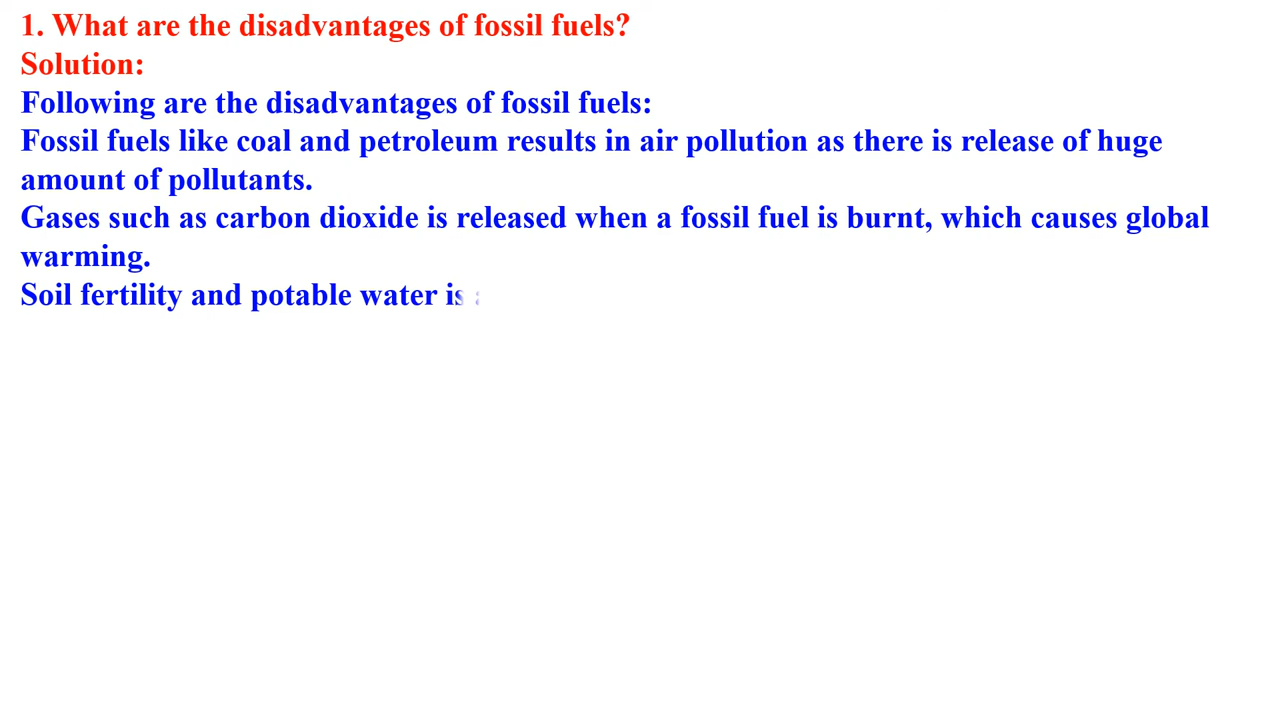 1. What are the disadvantages of fossil fuels?
Solution:
Following are the disadvantages of fossil fuels:
Fossil fuels like coal and petroleum results in air pollution as there is release of huge
amount of pollutants.
Gases such as carbon dioxide is released when a fossil fuel is burnt, which causes global
warming.
Soil fertility and potable water is